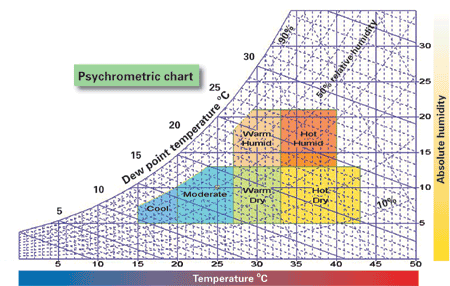 Psychrometric chart
Dew point temperature °C
5
10
15
20
25
30
90%
50% relative humidity
10%
Warm
Humid
Hot
Humid
Cool
Moderate
Warm
Dry
Hot
Dry
30
25
20
15
10
5
Absolute humidity
5 10 15 20 25 30 35 40 45 50
Temperature °C